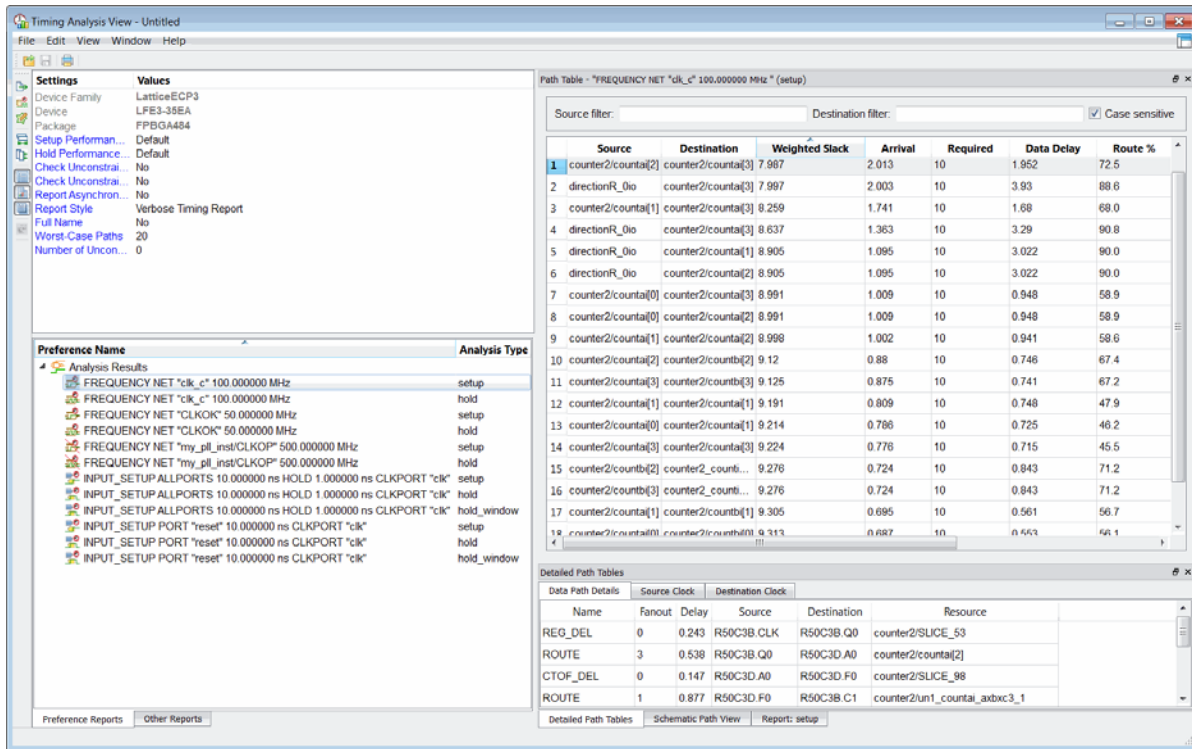 Timing Analysis View - Untitled
File Edit View Window Help
Settings Values
Device Family LatticeECP3
Device LFE3-35EA
Package FPBGA484
Setup Performan... Default
Hold Performance... Default
Check Unconstrai... No
Check Unconstrai... No
Report Asynchron... No
Report Style Verbose Timing Report
Full Name No
Worst-Case Paths 20
Number of Uncon... 0
Preference Name Analysis Type
Analysis Results
FREQUENCY NET "clk_c" 100.000000 MHz setup
FREQUENCY NET "clk_c" 100.000000 MHz hold
FREQUENCY NET "CLKOK" 50.000000 MHz setup
FREQUENCY NET "CLKOK" 50.000000 MHz hold
FREQUENCY NET "my_pll_inst/CLKOP" 500.000000 MHz setup
FREQUENCY NET "my_pll_inst/CLKOP" 500.000000 MHz hold
INPUT_SETUP ALLPORTS 10.000000 ns HOLD 1.000000 ns CLKPORT "clk" setup
INPUT_SETUP ALLPORTS 10.000000 ns HOLD 1.000000 ns CLKPORT "clk" hold
INPUT_SETUP ALLPORTS 10.000000 ns HOLD 1.000000 ns CLKPORT "clk" hold_window
INPUT_SETUP PORT "reset" 10.000000 ns CLKPORT "clk" setup
INPUT_SETUP PORT "reset" 10.000000 ns CLKPORT "clk" hold
INPUT_SETUP PORT "reset" 10.000000 ns CLKPORT "clk" hold_window
Preference Reports Other Reports
Path Table - "FREQUENCY NET "clk_c" 100.000000 MHz " (setup)
Source filter: Destination filter: Case sensitive
Source Destination Weighted Slack Arrival Required Data Delay Route %
1 counter2/countai[2] counter2/countai[3] 7.987 2.013 10 1.952 72.5
2 directionR_0io counter2/countai[3] 7.997 2.003 10 3.93 88.6
3 counter2/countai[1] counter2/countai[3] 8.259 1.741 10 1.68 68.0
4 directionR_0io counter2/countai[3] 8.637 1.363 10 3.29 90.8
5 directionR_0io counter2/countai[1] 8.905 1.095 10 3.022 90.0
6 directionR_0io counter2/countai[2] 8.905 1.095 10 3.022 90.0
7 counter2/countai[0] counter2/countai[3] 8.991 1.009 10 0.948 58.9
8 counter2/countai[0] counter2/countai[2] 8.991 1.009 10 0.948 58.9
9 counter2/countai[1] counter2/countai[2] 8.998 1.002 10 0.941 58.6
10 counter2/countai[2] counter2/countbi[2] 9.12 0.88 10 0.746 67.4
11 counter2/countai[3] counter2/countbi[3] 9.125 0.875 10 0.741 67.2
12 counter2/countai[1] counter2/countai[1] 9.191 0.809 10 0.748 47.9
13 counter2/countai[0] counter2/countai[1] 9.214 0.786 10 0.725 46.2
14 counter2/countai[3] counter2/countai[3] 9.224 0.776 10 0.715 45.5
15 counter2/countbi[2] counter2_counti... 9.276 0.724 10 0.843 71.2
16 counter2/countbi[3] counter2_counti... 9.276 0.724 10 0.843 71.2
17 counter2/countai[1] counter2/countbi[1] 9.305 0.695 10 0.561 56.7
18 counter2/countai[0] counter2/countbi[0] 9.313 0.687 10 0.553 56.1
Detailed Path Tables
Data Path Details Source Clock Destination Clock
Name Fanout Delay Source Destination Resource
REG_DEL 0 0.243 R50C3B.CLK R50C3B.Q0 counter2/SLICE_53
ROUTE 3 0.538 R50C3B.Q0 R50C3D.A0 counter2/countai[2]
CTOF_DEL 0 0.147 R50C3D.A0 R50C3D.F0 counter2/SLICE_98
ROUTE 1 0.877 R50C3D.F0 R50C3B.C1 counter2/un1_countai_axbxc3_1
Detailed Path Tables Schematic Path View Report: setup